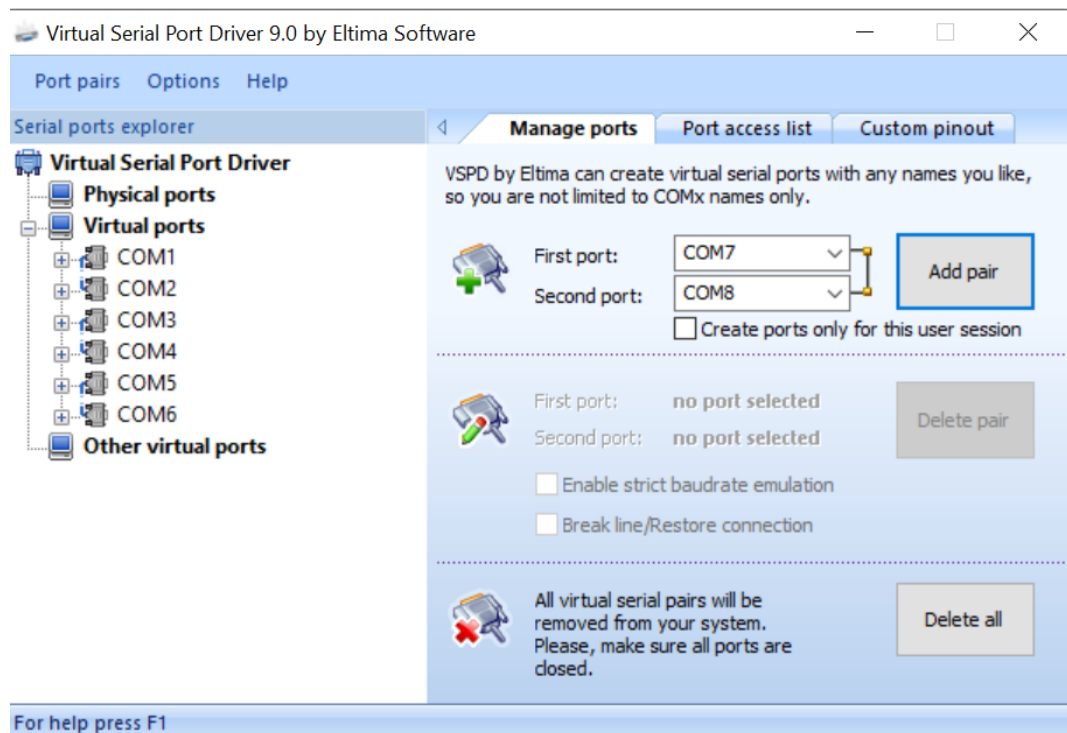 Virtual Serial Port Driver 9.0 by Eltima Software
Port pairs Options Help
Serial ports explorer
Virtual Serial Port Driver
Physical ports
Virtual ports
COM1
COM2
COM3
COM4
COM5
COM6
Other virtual ports
Manage ports Port access list Custom pinout
VSPD by Eltima can create virtual serial ports with any names you like,
so you are not limited to COMx names only.
First port: COM7
Second port: COM8
Add pair
Create ports only for this user session
First port: no port selected
Second port: no port selected
Delete pair
Enable strict baudrate emulation
Break line/Restore connection
All virtual serial pairs will be
removed from your system.
Please, make sure all ports are
closed.
Delete all
For help press F1